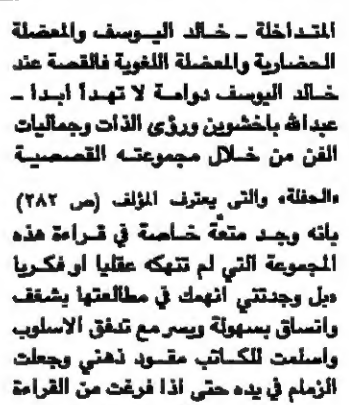 المتداخلة - خالد اليوسف والمعضلة
الحضارية والمعضلة اللغوية فالقصة عند
خالد اليوسف دوامة لا تهدأ ابدا -
عبدالله باخشوين ورؤى الذات وجماليات
الفن من خلال مجموعته القصصية
«الحفلة» والتى يعترف المؤلف (ص ٢٨٢)
بانه وجد متعة خاصة في قراءة هذه
المجموعة التي لم تنهكه عقليا او فكريا
«بل وجدتني انهمك في مطالعتها بشغف
وانساق بسهولة ويسر مع تدفق الاسلوب
واسلمت للكاتب مقود ذهني وجعلت
الزمام في يده حتى اذا فرغت من القراءة